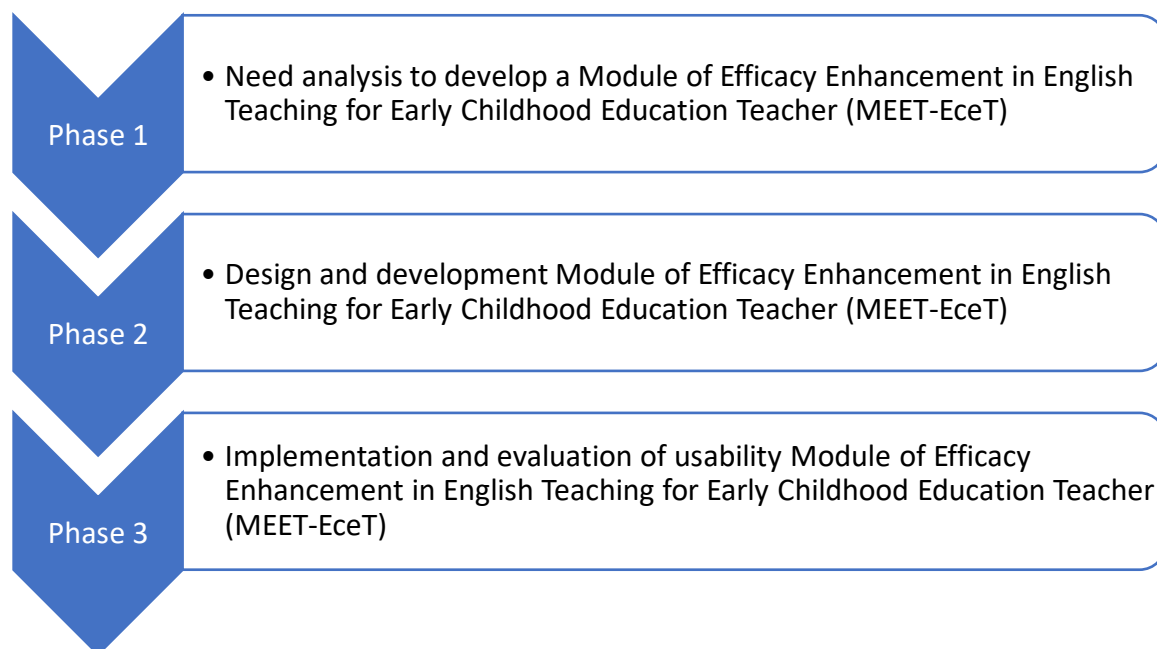 Phase 1
• Need analysis to develop a Module of Efficacy Enhancement in English
Teaching for Early Childhood Education Teacher (MEET-EceT)
Phase 2
• Design and development Module of Efficacy Enhancement in English
Teaching for Early Childhood Education Teacher (MEET-EceT)
Phase 3
• Implementation and evaluation of usability Module of Efficacy
Enhancement in English Teaching for Early Childhood Education Teacher
(MEET-EceT)